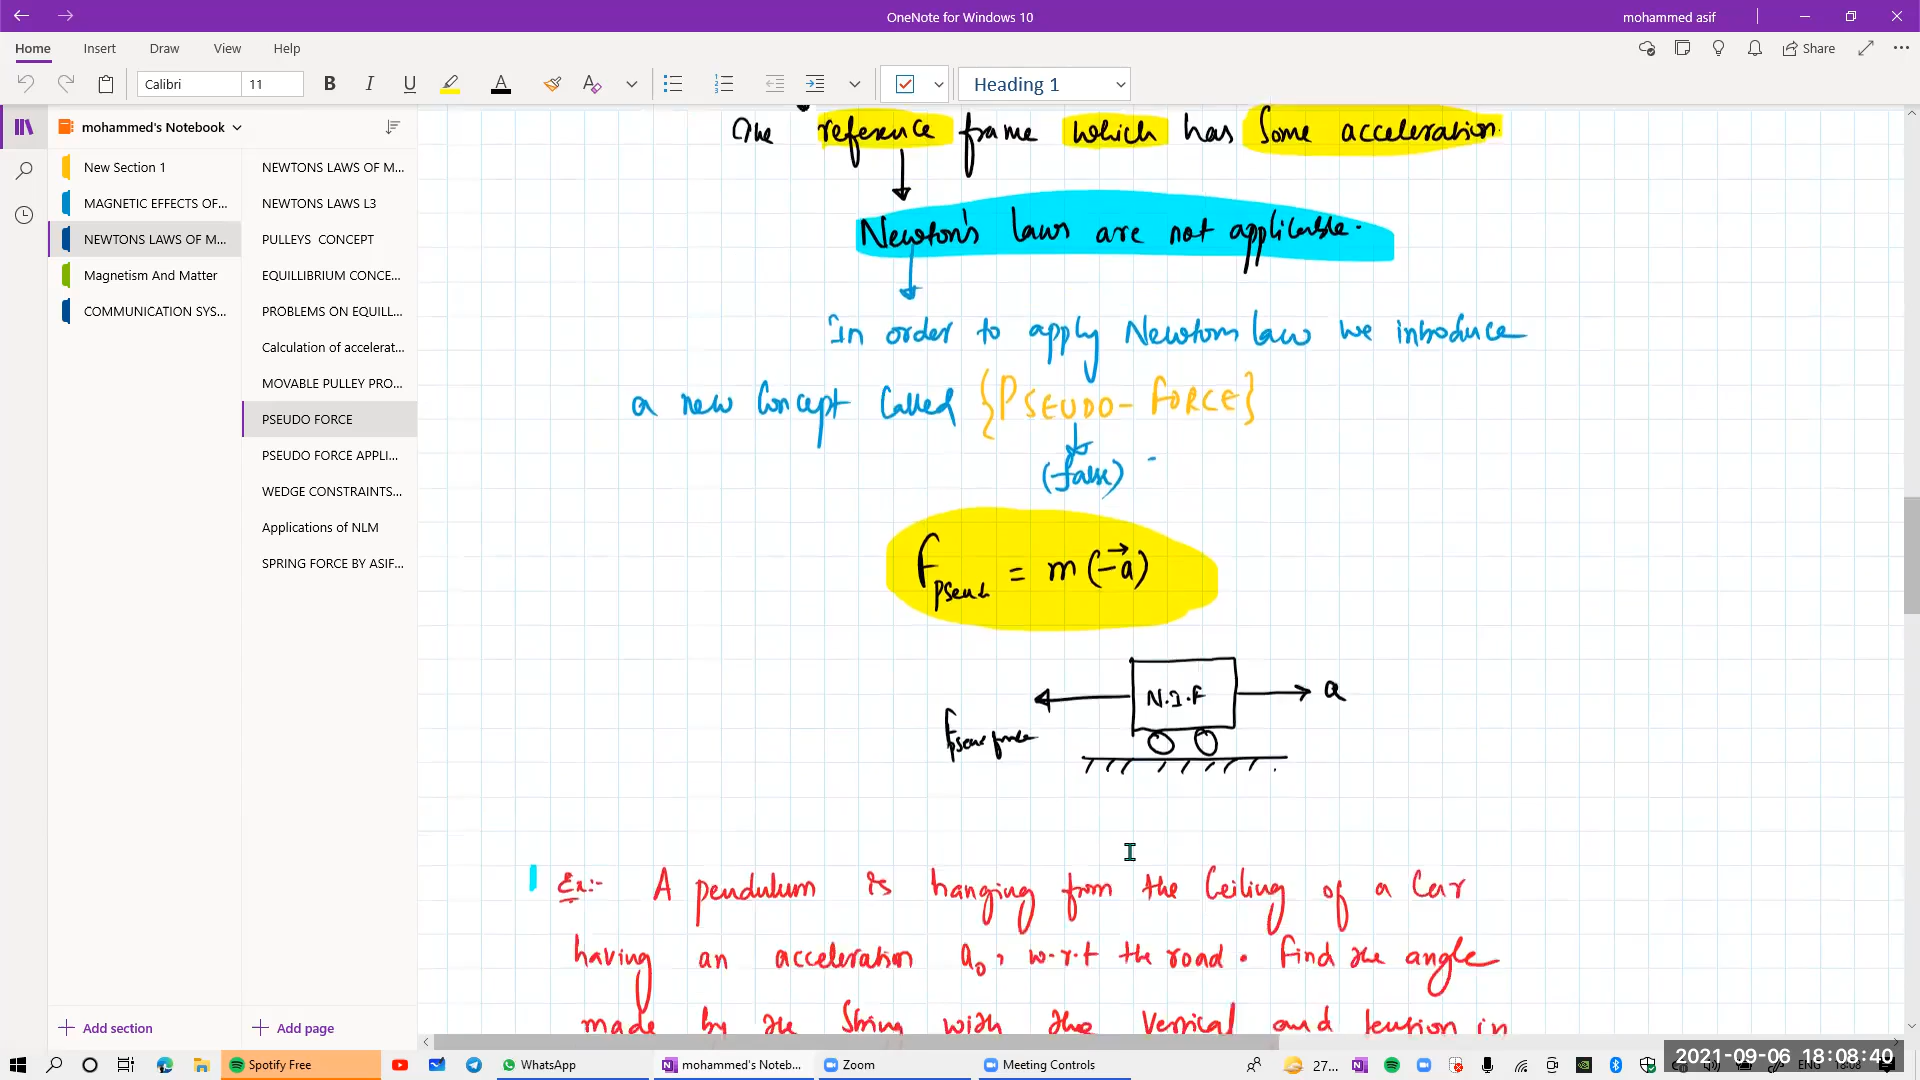 OneNote for Windows 10
mohammed asif
Home Insert Draw View Help
Share
Calibri 11 B I U A Heading 1
mohammed's Notebook
New Section 1
MAGNETIC EFFECTS OF...
NEWTONS LAWS OF M...
Magnetism And Matter
COMMUNICATION SYS...
NEWTONS LAWS OF M...
NEWTONS LAWS L3
PULLEYS CONCEPT
EQUILLIBRIUM CONCE...
PROBLEMS ON EQUILL...
Calculation of accelerat...
MOVABLE PULLEY PRO...
PSEUDO FORCE
PSEUDO FORCE APPLI...
WEDGE CONSTRAINTS...
Applications of NLM
SPRING FORCE BY ASIF...
The reference frame which has Some acceleration.
Newton's laws are not applicable.
In order to apply Newtons law we introduce
a new Concept Called {PSEUDO-FORCE}
(false)
F = m(-a)
N.I.F a
Ex:- A pendulum is hanging from the Ceiling of a Car
having an acceleration a0, w.r.t the road. Find the angle
made by the String with the Vertical and tension in
Add section Add page
Spotify Free WhatsApp mohammed's Noteb... Zoom Meeting Controls 27... ENG 18:08
2021-09-06 18:08:40